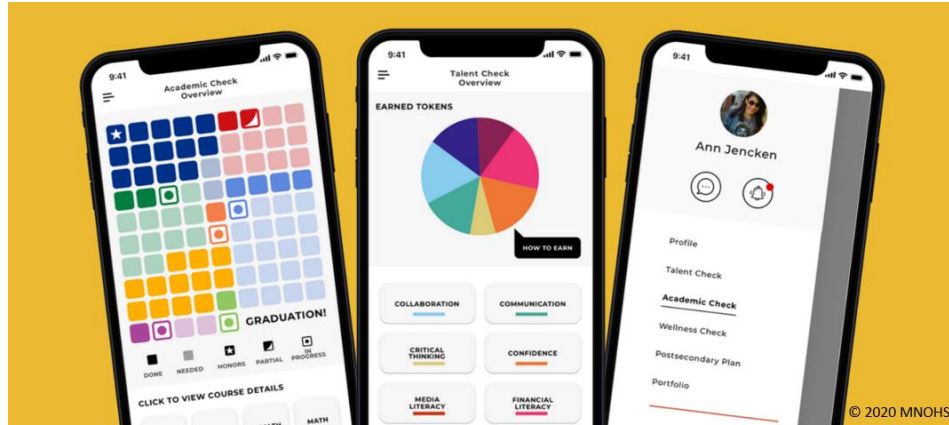 9:41
Academic Check
Overview
GRADUATION!
DONE
NEEDED
HONORS
PARTIAL
IN
PROGRESS
CLICK TO VIEW COURSE DETAILS
MATH
9:41
Talent Check
Overview
EARNED TOKENS
HOW TO EARN
COLLABORATION
COMMUNICATION
CRITICAL
THINKING
CONFIDENCE
MEDIA
LITERACY
FINANCIAL
LITERACY
9:41
Ann Jencken
Profile
Talent Check
Academic Check
Wellness Check
Postsecondary Plan
Portfolio
© 2020 MNOHS